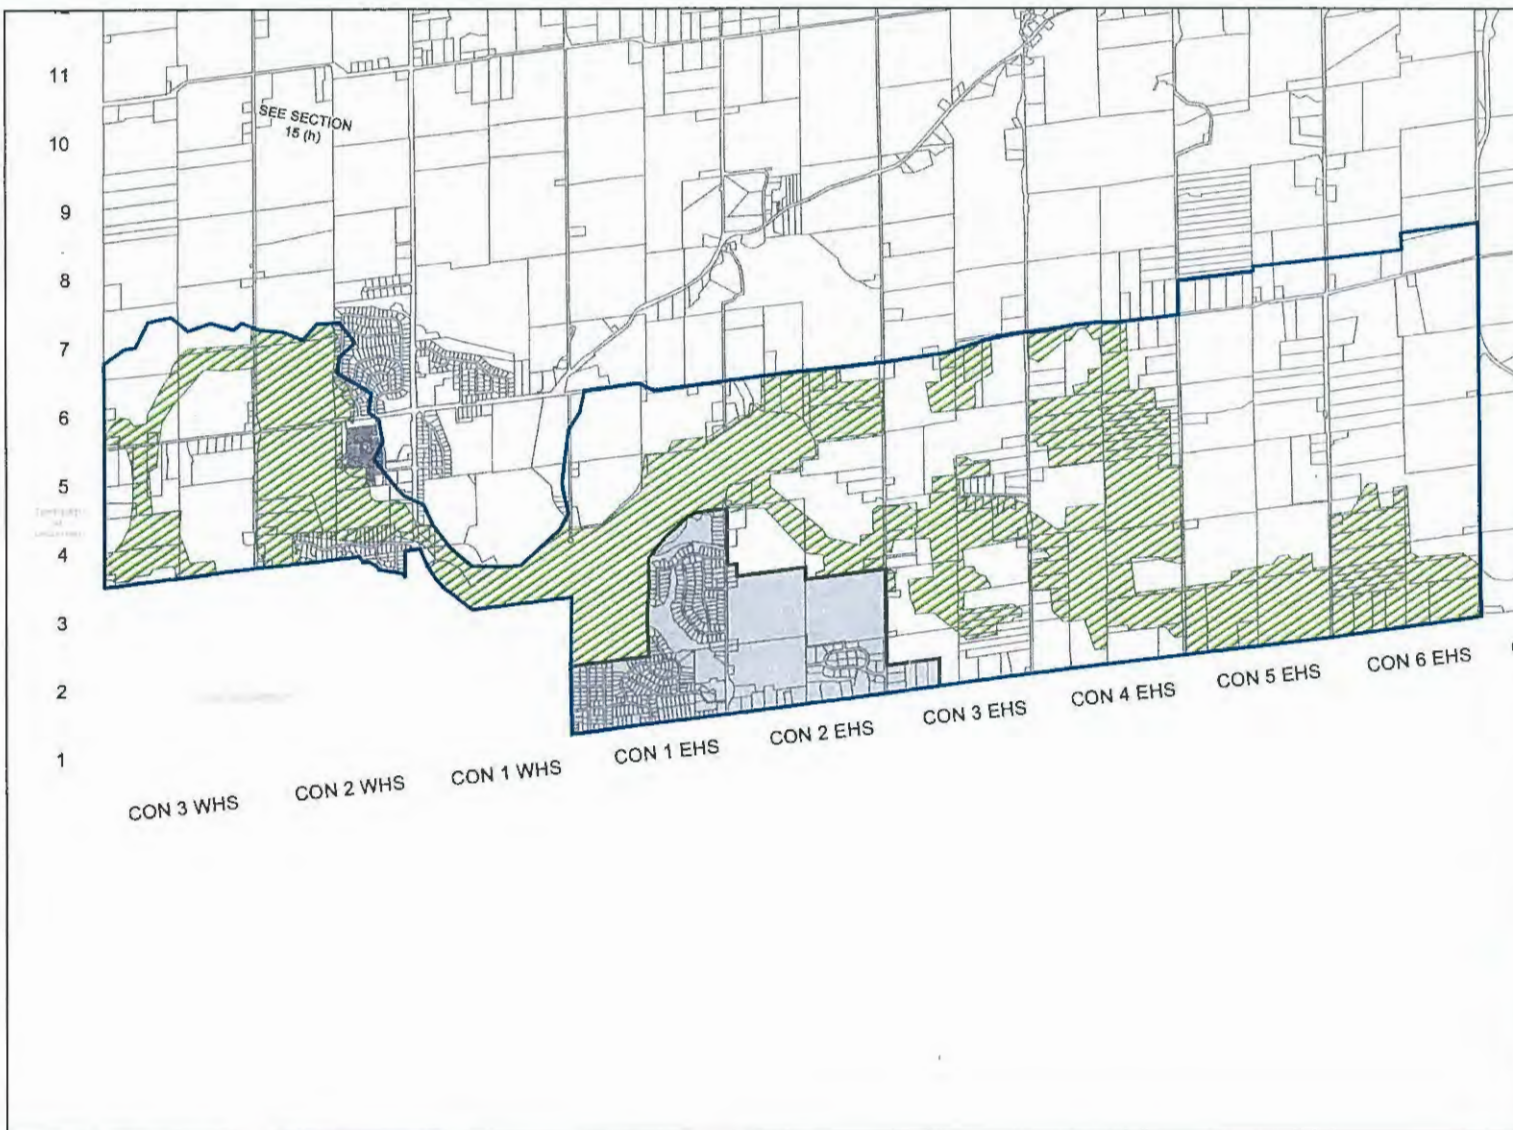 11
SEE SECTION
15 (h)
10
9
8
7
6
5
4
3
2
1
CON 3 WHS
CON 2 WHS
CON 1 WHS
CON 1 EHS
CON 2 EHS
CON 3 EHS
CON 4 EHS
CON 5 EHS
CON 6 EHS